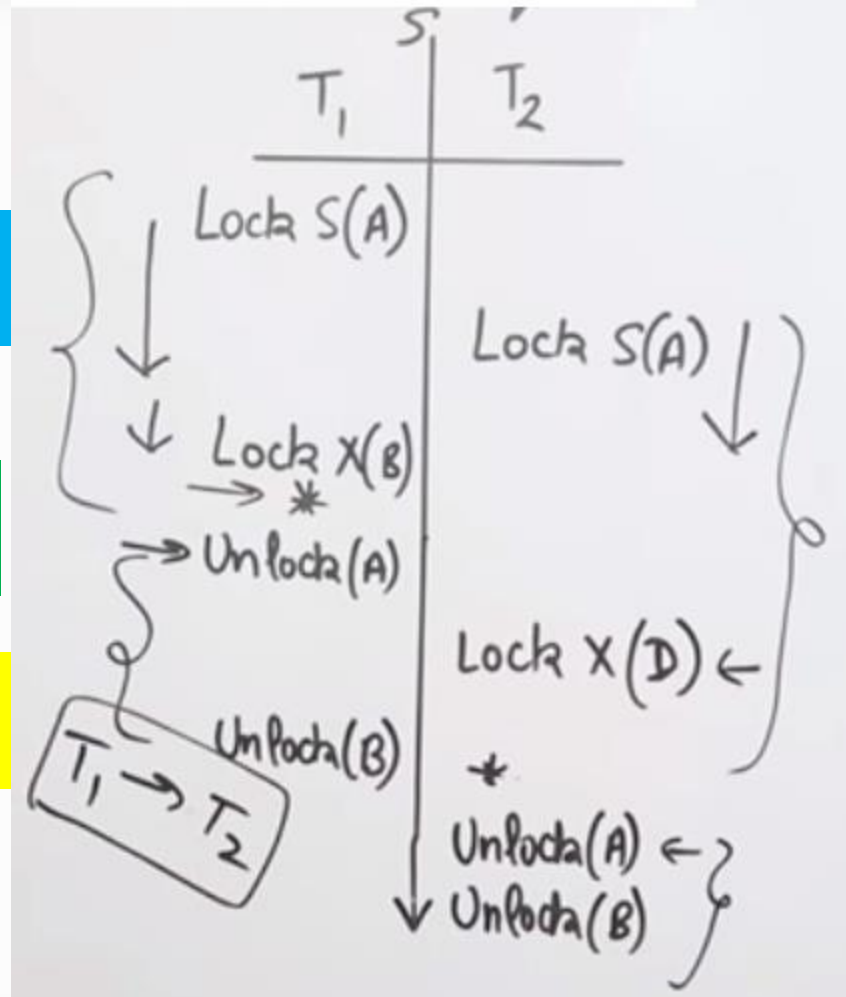 S
T1 T2
Lock S(A)
Lock S(A)
Lock X(B)
*
Unlock(A)
Lock X(D)
Unlock(B)
*
T1 → T2
Unlock(A)
Unlock(B)